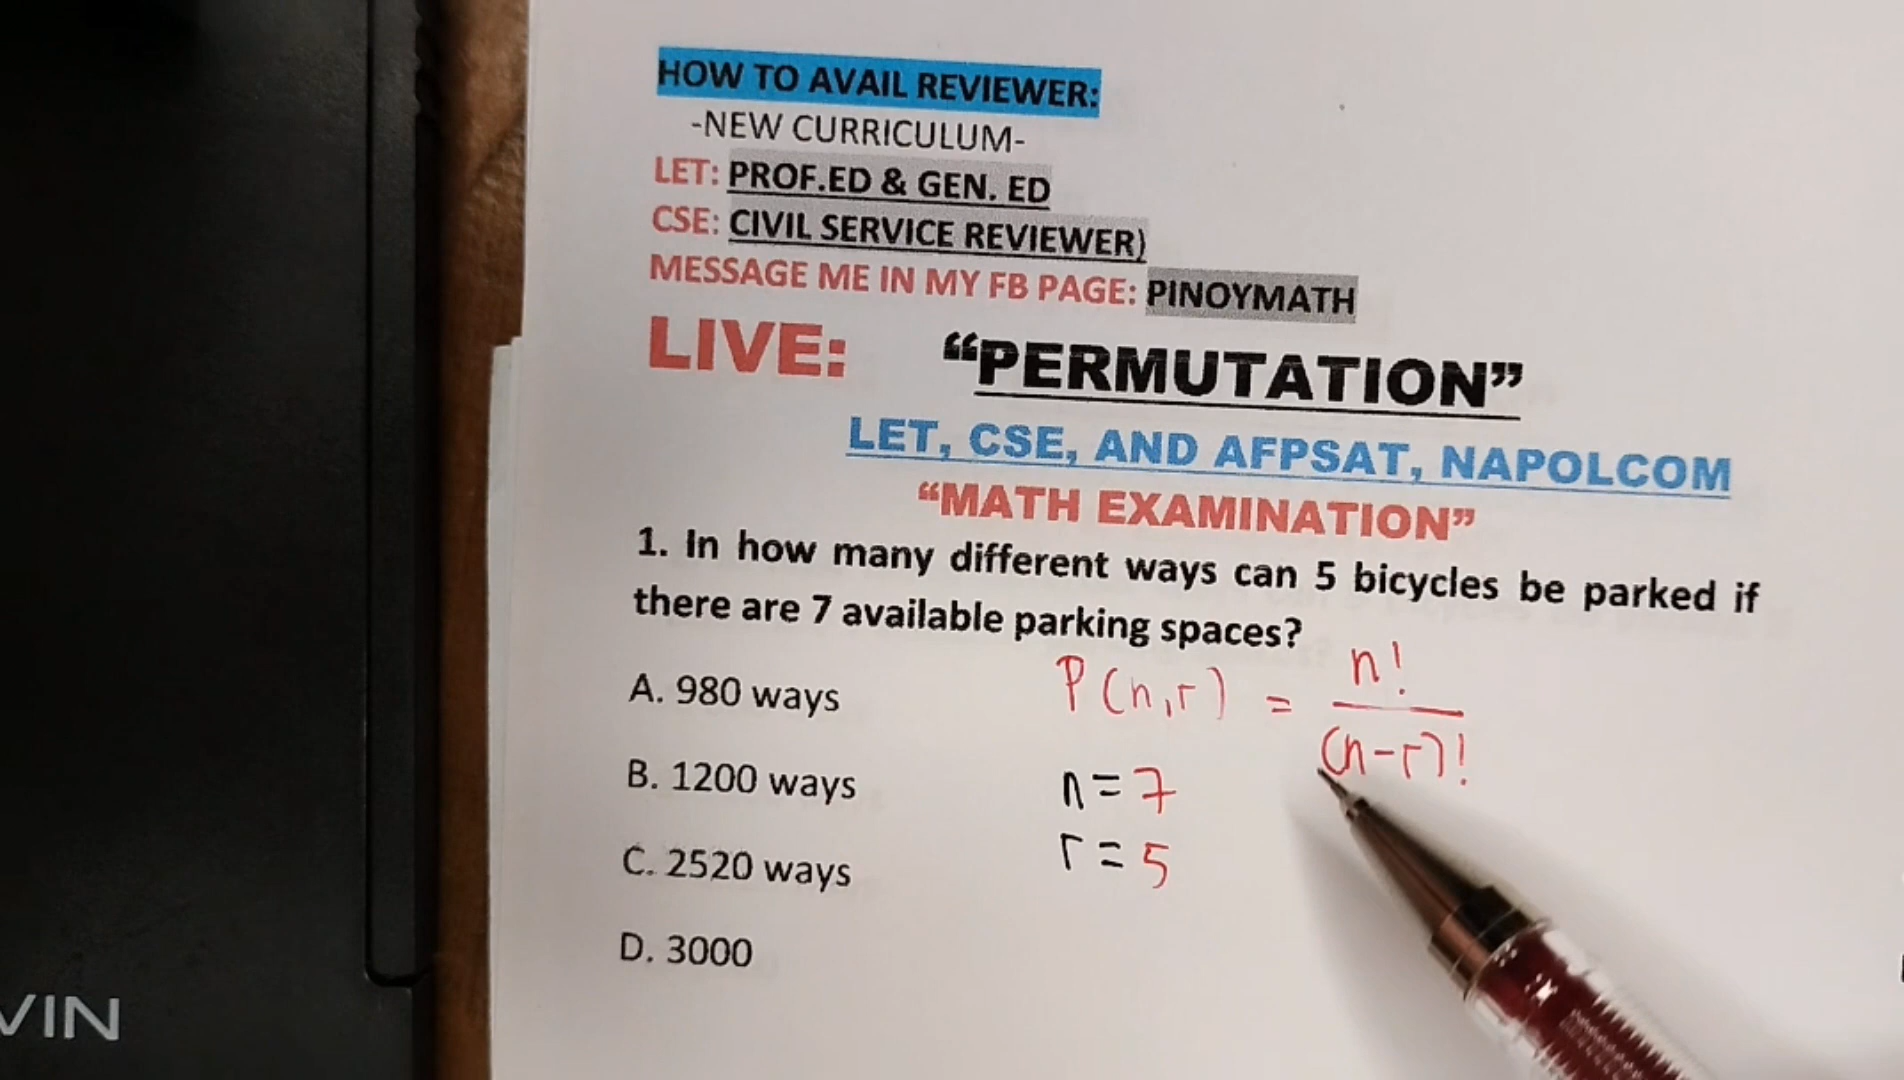 HOW TO AVAIL REVIEWER:
-NEW CURRICULUM-
LET: PROF.ED & GEN. ED
CSE: CIVIL SERVICE REVIEWER)
MESSAGE ME IN MY FB PAGE: PINOYMATH
LIVE: “PERMUTATION”
LET, CSE, AND AFPSAT, NAPOLCOM
“MATH EXAMINATION”
1. In how many different ways can 5 bicycles be parked if
there are 7 available parking spaces?
A. 980 ways
B. 1200 ways
C. 2520 ways
D. 3000
P(n,r) = n!
(n-r)!
n=7
r=5
VIN